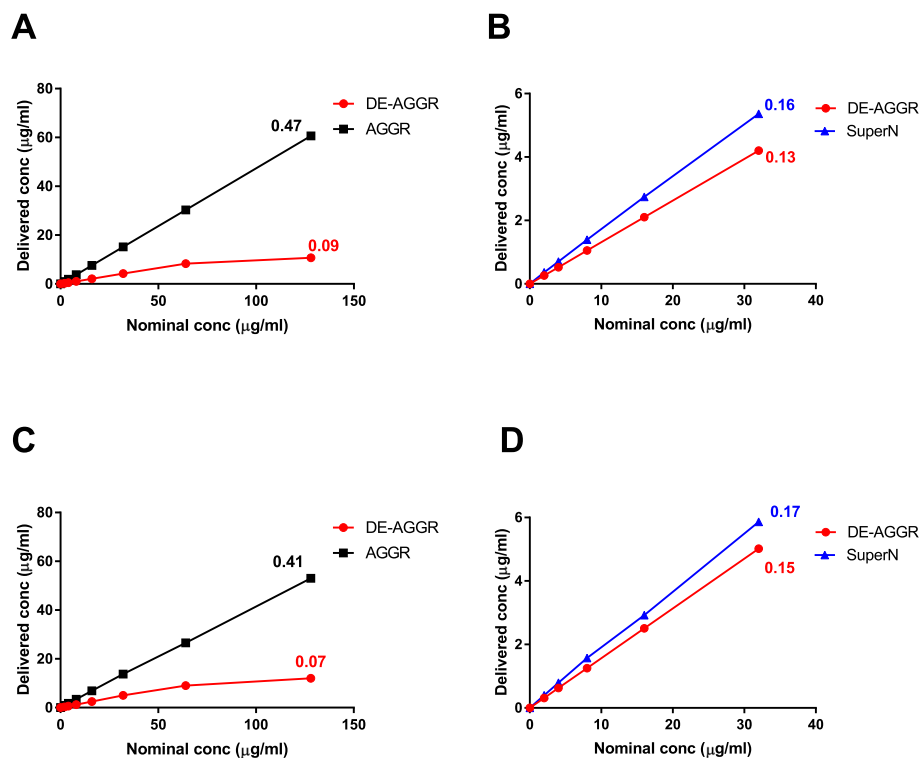 A
80
60
40
20
0
0
50
100
150
Delivered conc (μg/ml)
Nominal conc (μg/ml)
0.47
0.09
DE-AGGR
AGGR
B
6
4
2
0
0
10
20
30
40
Delivered conc (μg/ml)
Nominal conc (μg/ml)
0.16
0.13
DE-AGGR
SuperN
C
80
60
40
20
0
0
50
100
150
Delivered conc (μg/ml)
Nominal conc (μg/ml)
0.41
0.07
DE-AGGR
AGGR
D
6
4
2
0
0
10
20
30
40
Delivered conc (μg/ml)
Nominal conc (μg/ml)
0.17
0.15
DE-AGGR
SuperN